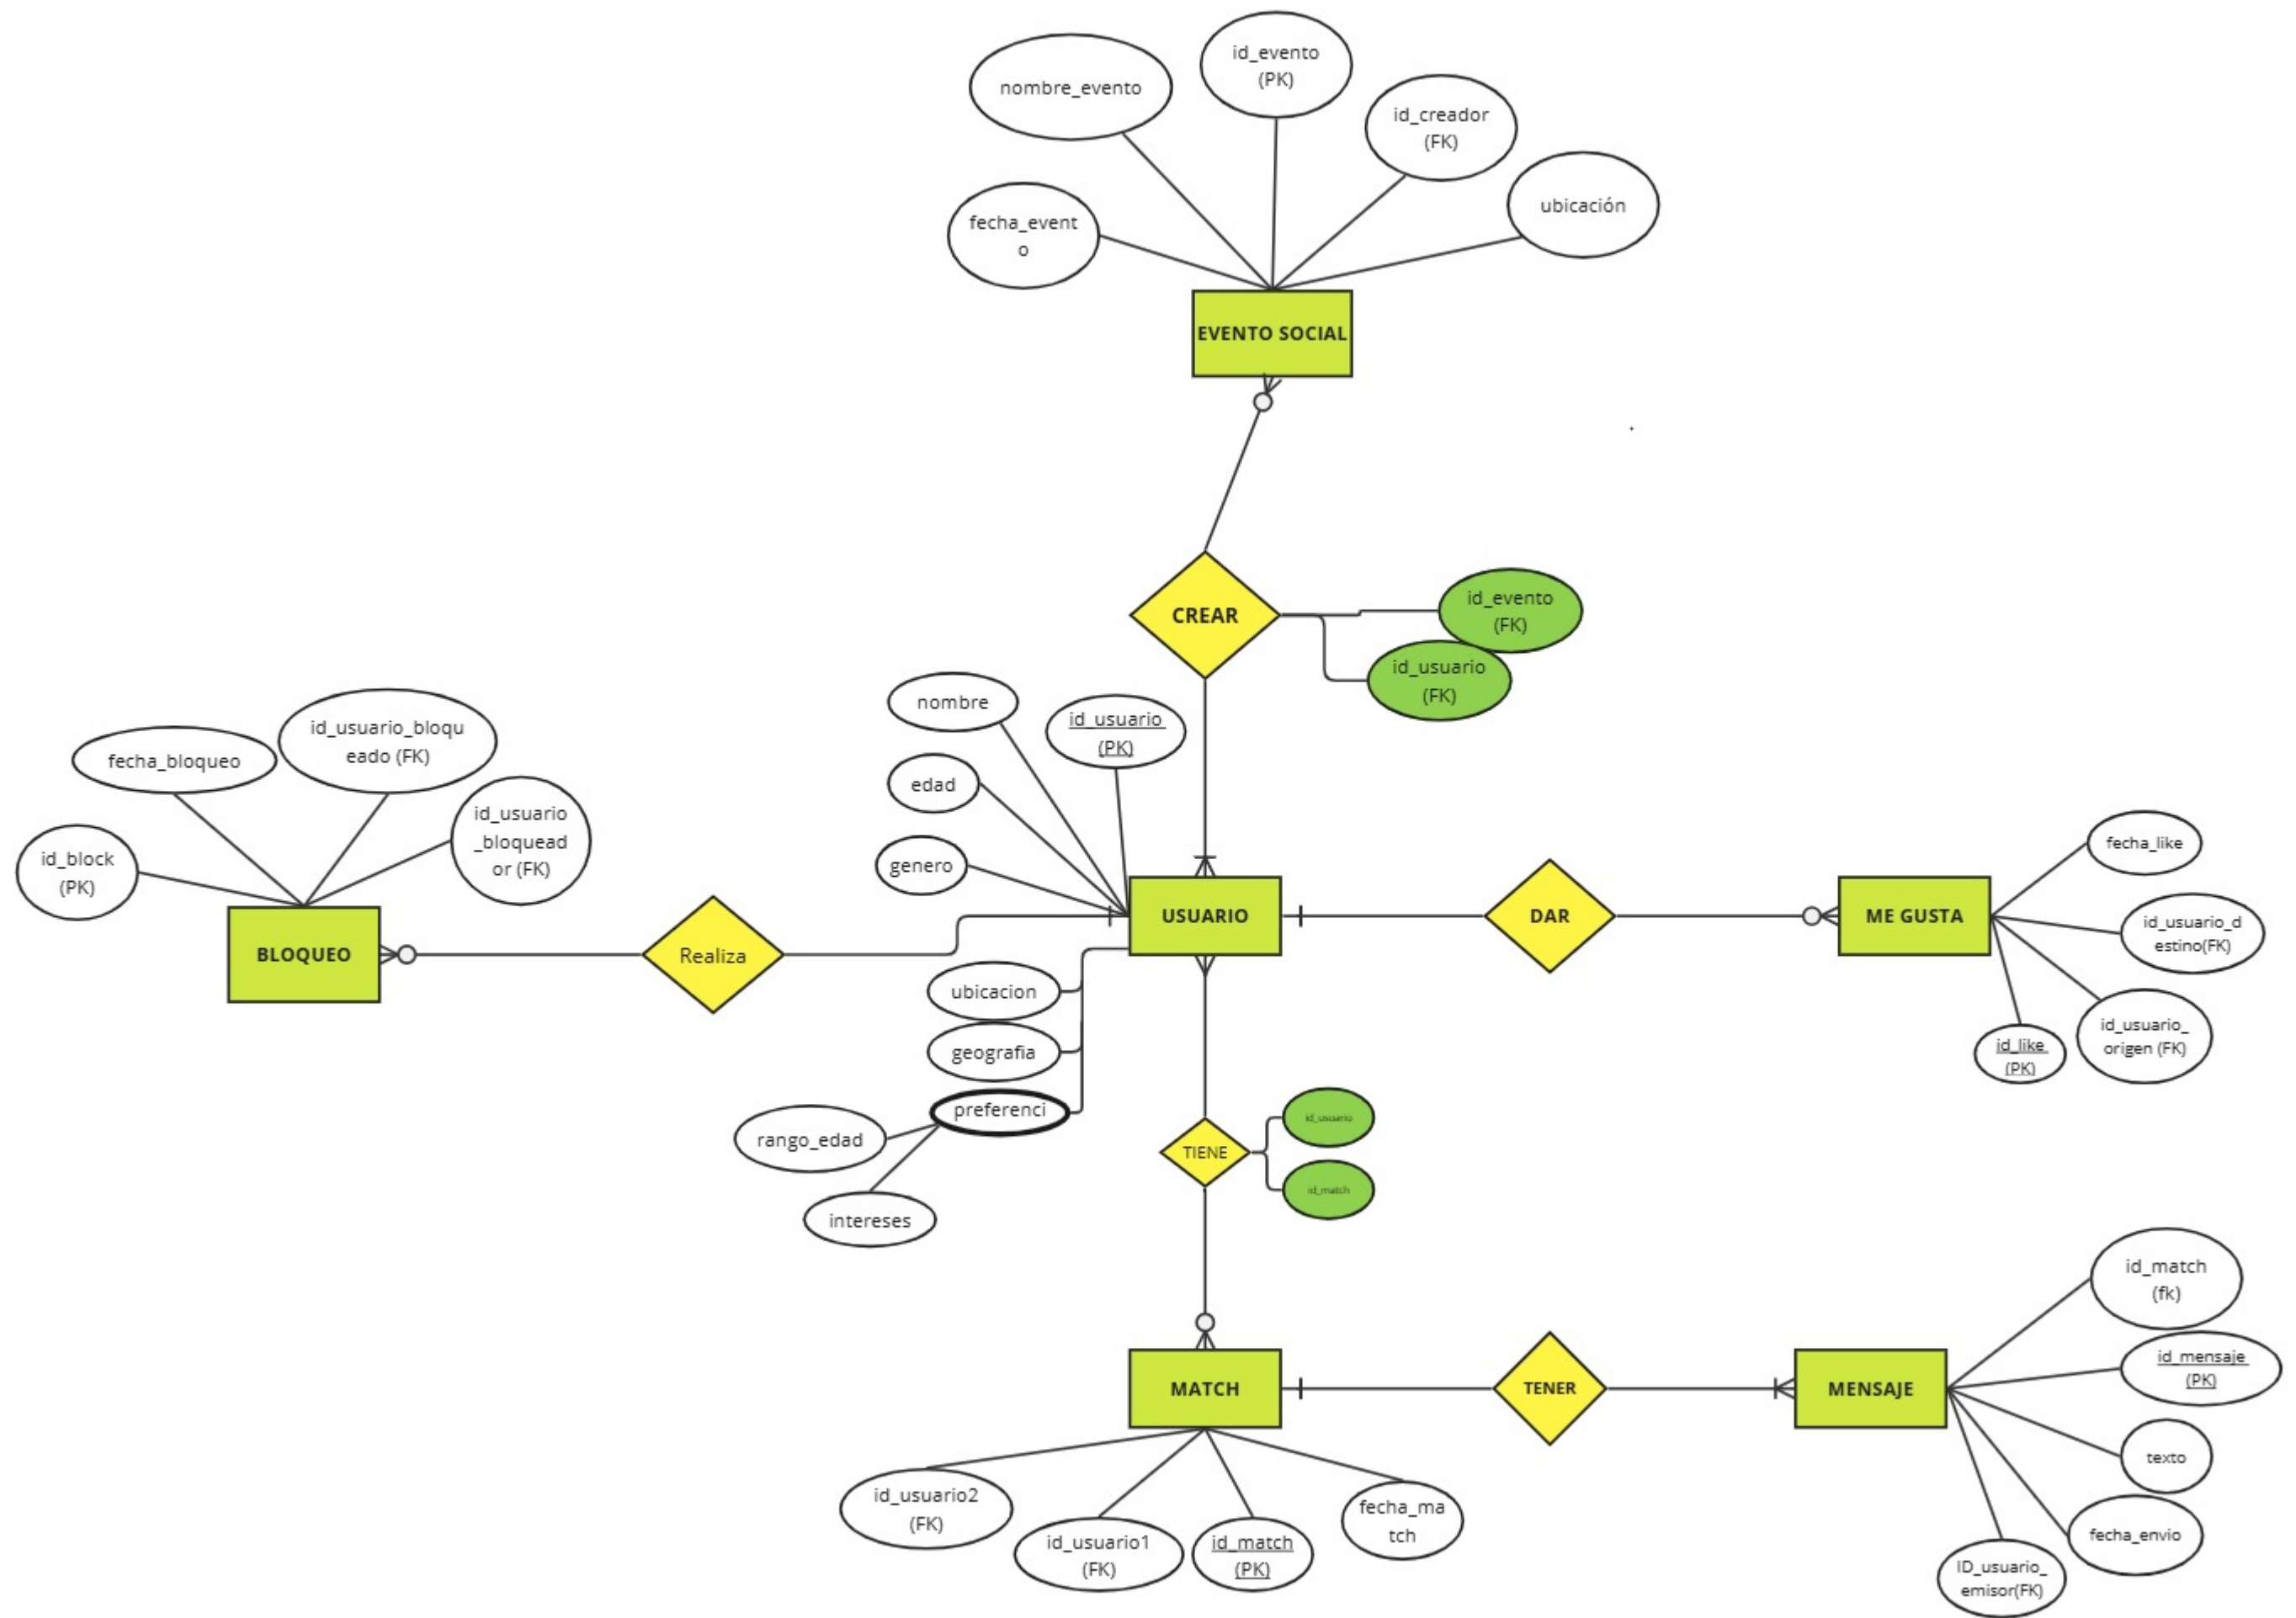 id_evento
(PK)
nombre_evento
id_creador
(FK)
ubicación
fecha_event
o
EVENTO SOCIAL
CREAR
id_evento
(FK)
id_usuario
(FK)
nombre
id_usuario
(PK)
edad
genero
fecha_bloqueo
id_usuario_bloqu
eado (FK)
id_usuario
_bloquead
or (FK)
id_block
(PK)
BLOQUEO
Realiza
USUARIO
DAR
ME GUSTA
fecha_like
id_usuario_d
estino(FK)
id_usuario_
origen (FK)
id_like
(PK)
ubicacion
geografia
preferenci
rango_edad
intereses
TIENE
id_usuario
id_match
MATCH
TENER
MENSAJE
id_match
(fk)
id_mensaje
(PK)
texto
fecha_envio
ID_usuario_
emisor(FK)
id_usuario2
(FK)
id_usuario1
(FK)
id_match
(PK)
fecha_ma
tch